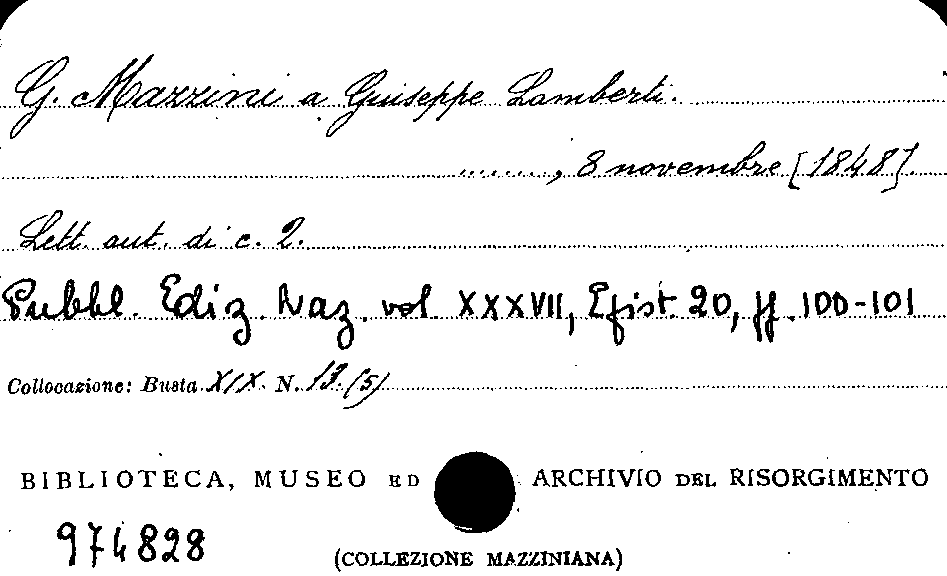 G. Mazzini a Giuseppe Lamberti.
........, 8 novembre [1848].
Lett. aut. di c. 2.
Pubbl. Ediz. Naz. vol. XXXVII, Epist. 20, pp. 100-101
Collocazione: Busta XIX N. 13 (5)
BIBLIOTECA, MUSEO ED ARCHIVIO DEL RISORGIMENTO
974828
(COLLEZIONE MAZZINIANA)